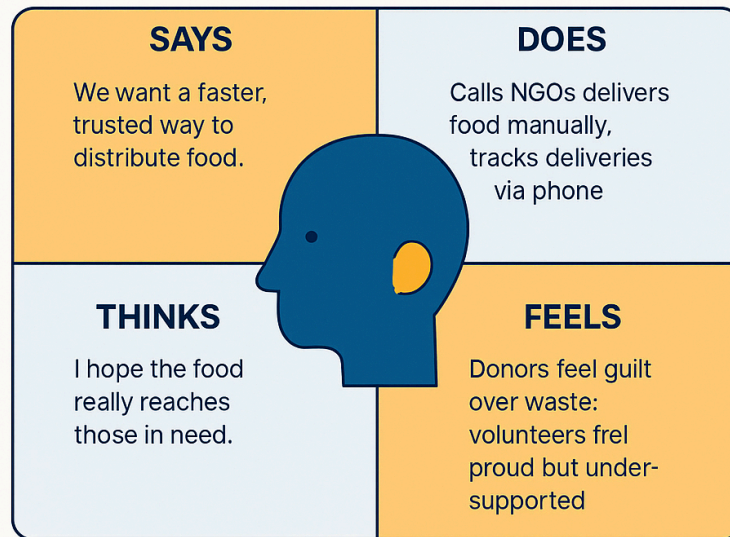 SAYS
We want a faster,
trusted way to
distribute food.
DOES
Calls NGOs delivers
food manually,
tracks deliveries
via phone
THINKS
I hope the food
really reaches
those in need.
FEELS
Donors feel guilt
over waste:
volunteers frel
proud but under-
supported